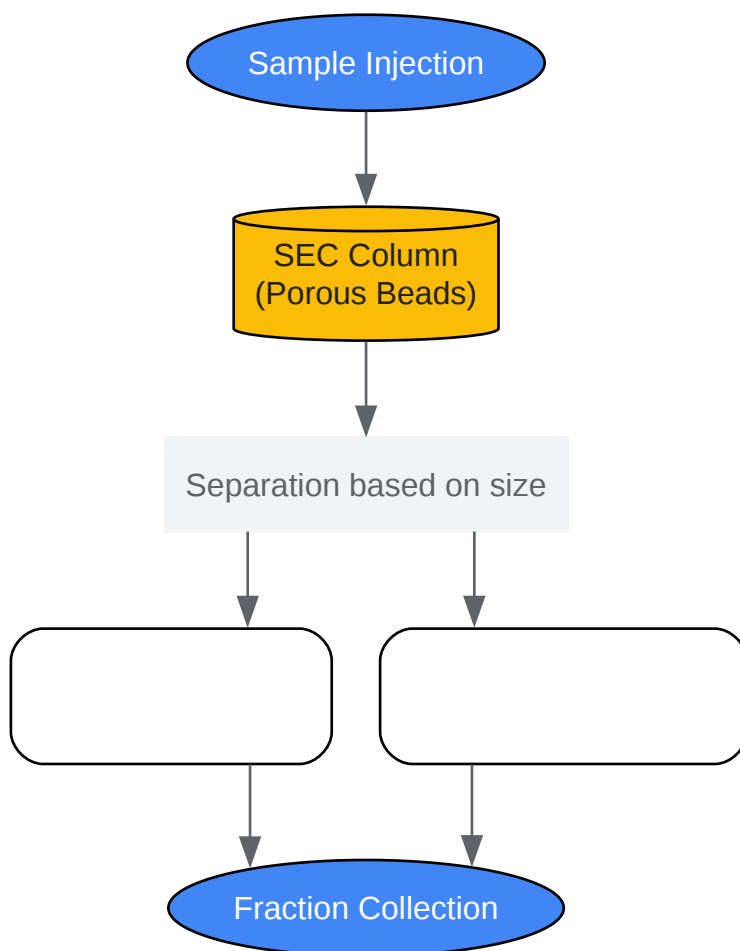 Sample Injection
SEC Column
(Porous Beads)
Separation based on size
Fraction Collection